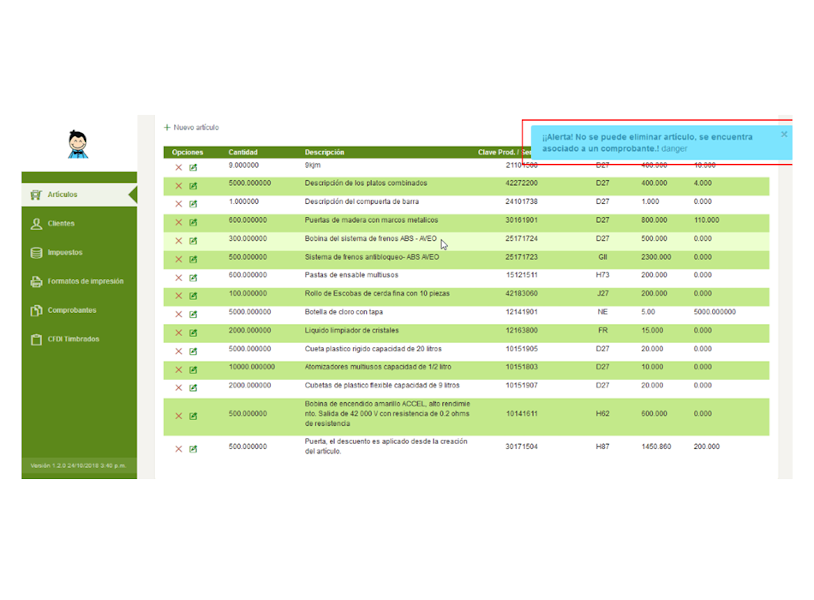 + Nuevo artículo
¡¡Alerta! No se puede eliminar artículo, se encuentra ×
asociado a un comprobante.! danger
Opciones Cantidad Descripción Clave Prod. /
9.000000 9kjm D27 400.000 10.000
Artículos
5000.000000 Descripción de los platos combinados 42272200 D27 400.000 4.000
1.000000 Descripción del compuerta de barra 24101738 D27 1.000 0.000
Clientes
600.000000 Puertas de madera con marcos metalicos 30161901 D27 800.000 110.000
300.000000 Bobina del sistema de frenos ABS - AVEO 25171724 D27 500.000 0.000
Impuestos
500.000000 Sistema de frenos antibloqueo- ABS AVEO 25171723 GII 2300.000 0.000
600.000000 Pastas de ensable multiusos 15121511 H73 200.000 0.000
Formatos de impresión
100.000000 Rollo de Escobas de cerda fina con 10 piezas 42183060 J27 200.000 0.000
Comprobantes
5000.000000 Botella de cloro con tapa 12141901 NE 5.00 5000.000000
2000.000000 Liquido limpiador de cristales 12163800 FR 15.000 0.000
CFDI Timbrados
5000.000000 Cueta plastico rigido capacidad de 20 litros 10151905 D27 20.000 0.000
10000.000000 Atomizadores multiusos capacidad de 1/2 litro 10151803 D27 10.000 0.000
2000.000000 Cubetas de plastico flexible capacidad de 9 litros 10151907 D27 20.000 0.000
Bobina de encendido amarillo ACCEL, alto rendimie
500.000000 nto. Salida de 42 000 V con resistencia de 0.2 ohms 10141611 H62 600.000 0.000
de resistencia
Puerta, el descuento es aplicado desde la creación
500.000000 del artículo. 30171504 H87 1450.860 200.000
Versión 1.2.0 24/10/2018 3:40 p.m.